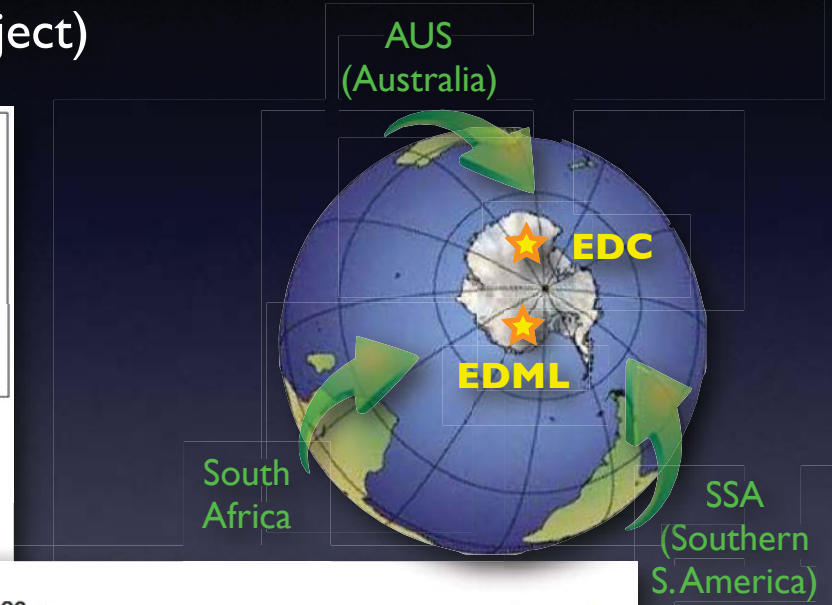 ject)
AUS
(Australia)
EDC
EDML
South
Africa
SSA
(Southern
S. America)